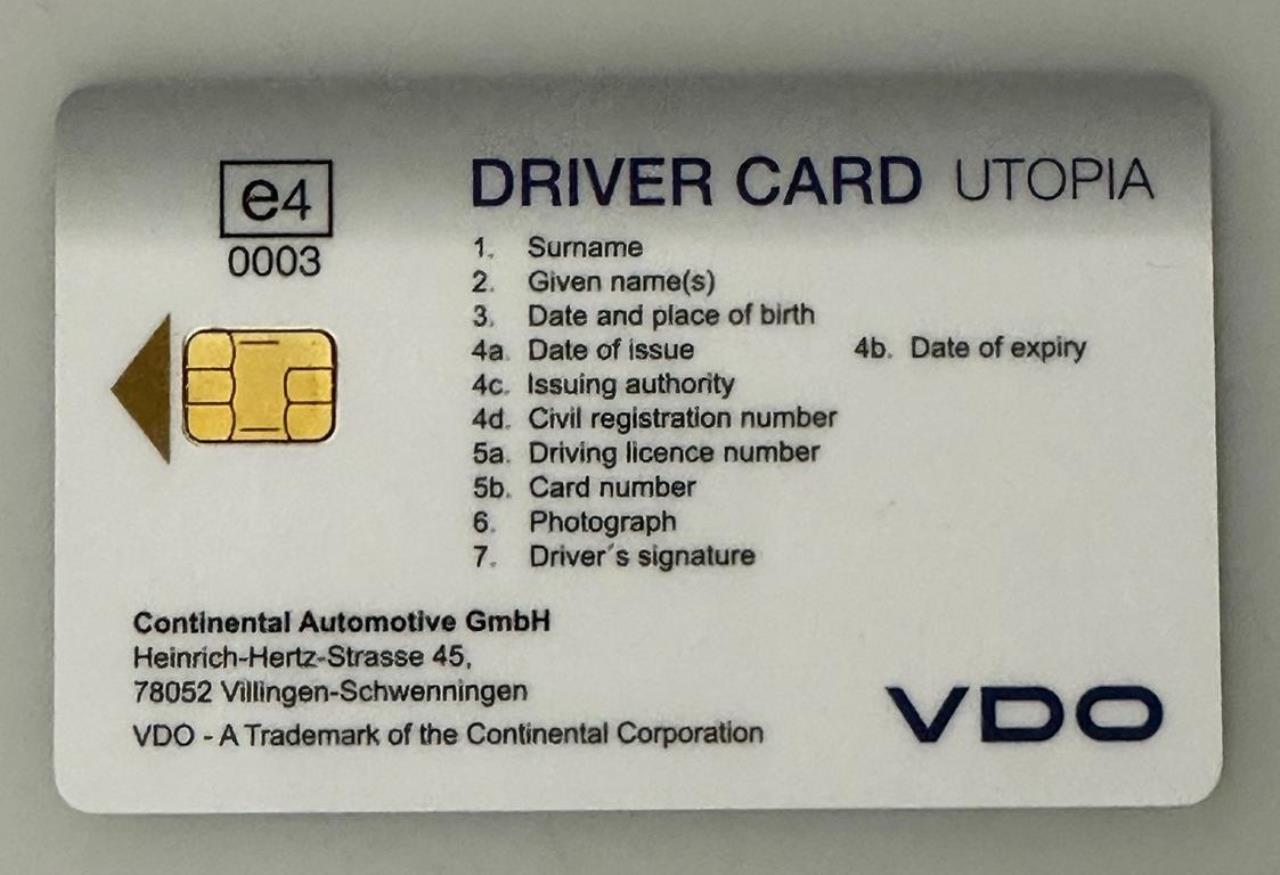 e4
0003
DRIVER CARD UTOPIA
1. Surname
2. Given name(s)
3. Date and place of birth
4a. Date of issue 4b. Date of expiry
4c. Issuing authority
4d. Civil registration number
5a. Driving licence number
5b. Card number
6. Photograph
7. Driver´s signature
Continental Automotive GmbH
Heinrich-Hertz-Strasse 45,
78052 Villingen-Schwenningen
VDO - A Trademark of the Continental Corporation
VDO